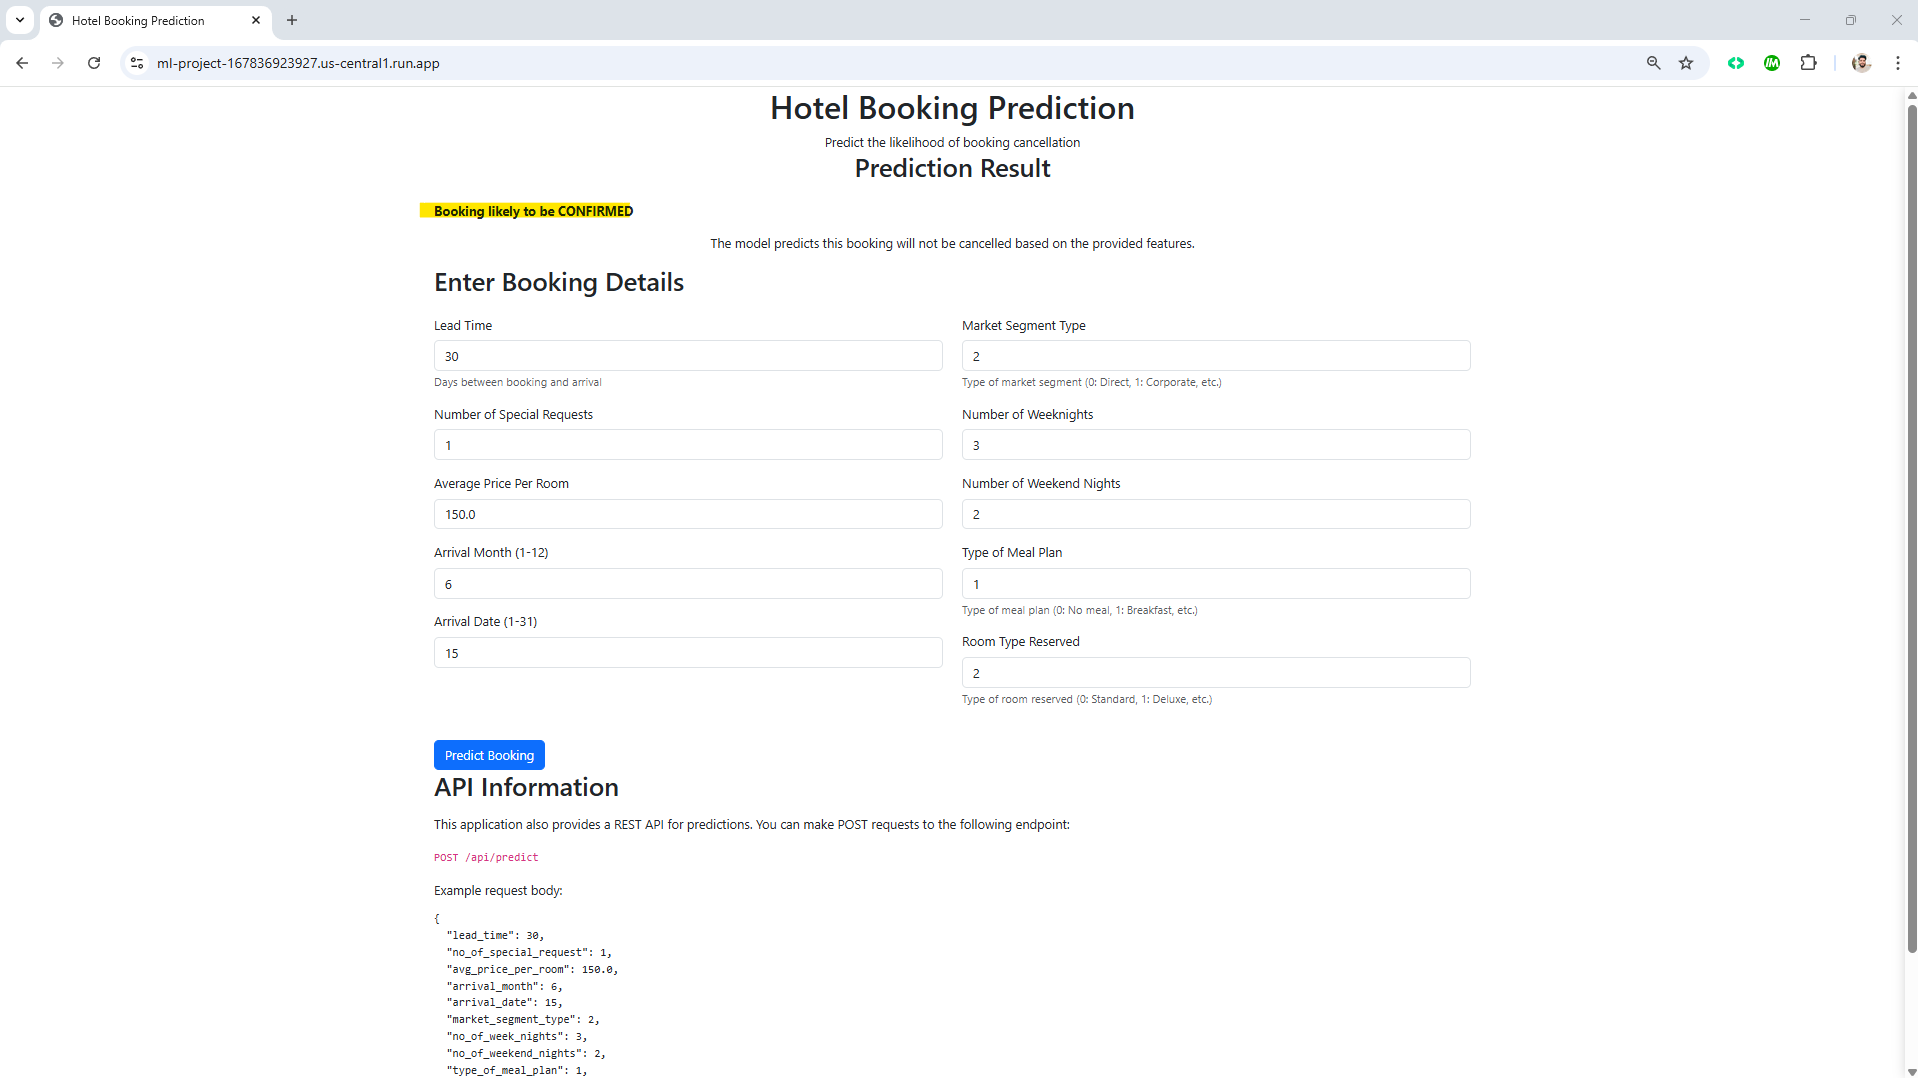 Hotel Booking Prediction
ml-project-167836923927.us-central1.run.app
Hotel Booking Prediction
Predict the likelihood of booking cancellation
Prediction Result
Booking likely to be CONFIRMED
The model predicts this booking will not be cancelled based on the provided features.
Enter Booking Details
Lead Time
30
Days between booking and arrival
Number of Special Requests
1
Average Price Per Room
150.0
Arrival Month (1-12)
6
Arrival Date (1-31)
15
Market Segment Type
2
Type of market segment (0: Direct, 1: Corporate, etc.)
Number of Weeknights
3
Number of Weekend Nights
2
Type of Meal Plan
1
Type of meal plan (0: No meal, 1: Breakfast, etc.)
Room Type Reserved
2
Type of room reserved (0: Standard, 1: Deluxe, etc.)
Predict Booking
API Information
This application also provides a REST API for predictions. You can make POST requests to the following endpoint:
POST /api/predict
Example request body:
{
"lead_time": 30,
"no_of_special_request": 1,
"avg_price_per_room": 150.0,
"arrival_month": 6,
"arrival_date": 15,
"market_segment_type": 2,
"no_of_week_nights": 3,
"no_of_weekend_nights": 2,
"type_of_meal_plan": 1,